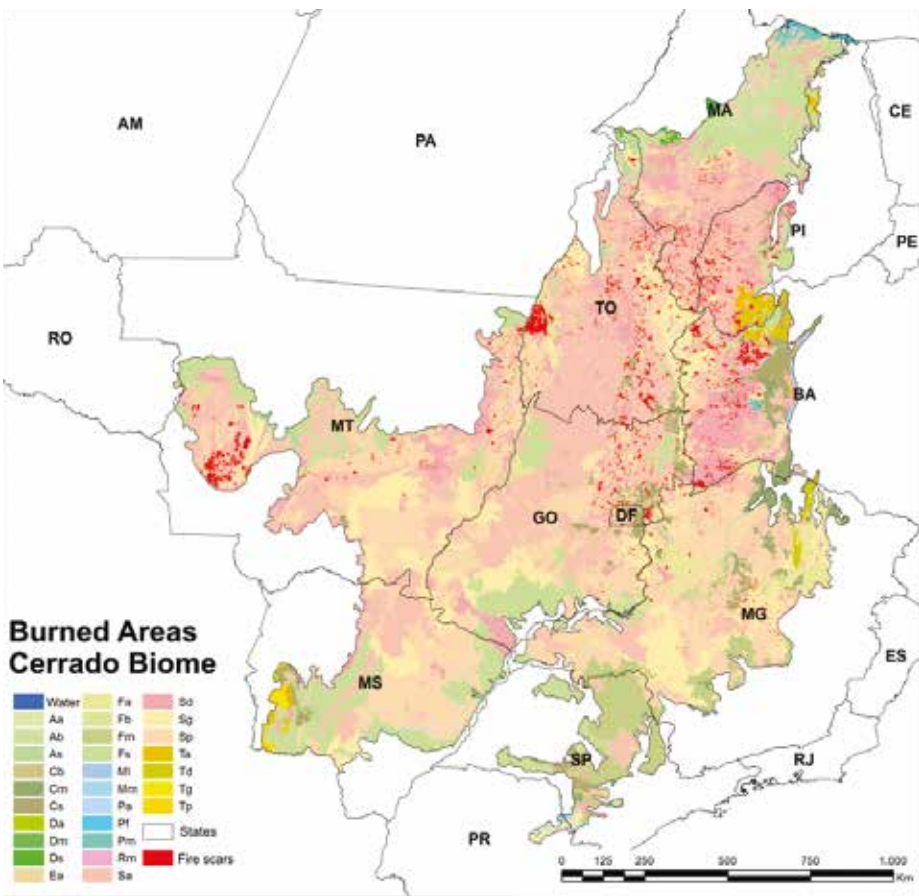 AM
PA
MA
CE
PI
PE
TO
RO
BA
MT
GO
DF
MG
ES
MS
SP
RJ
PR
Burned Areas
Cerrado Biome
Water
Aa
Ab
As
Cb
Cm
Cs
Da
Dm
Ds
Ea
Fa
Fb
Fm
Fs
Ml
Mm
Pa
Pf
Pm
Rm
Sa
Sd
Sg
Sp
Ta
Td
Tg
Tp
States
Fire scars
0 125 250 500 750 1.000
Km